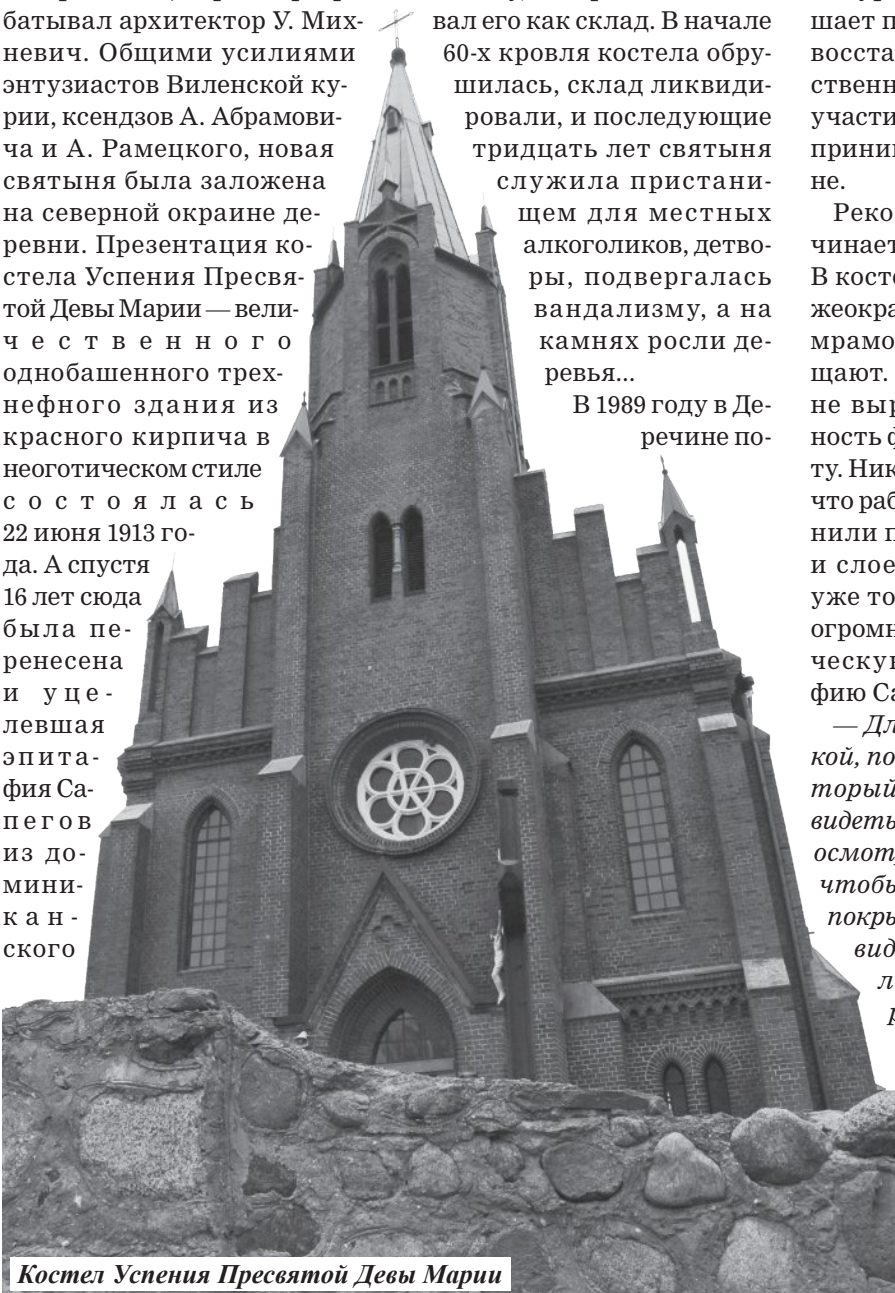 батывал архитектор У. Мих-
невич. Общими усилиями
энтузиастов Виленской ку-
рии, ксендзов А. Абрамови-
ча и А. Рамецкого, новая
святыня была заложена
на северной окраине де-
ревни. Презентация ко-
стела Успения Пресвя-
той Девы Марии — вели-
чественного
однобашенного трех-
нефного здания из
красного кирпича в
неоготическом стиле
состоялась
22 июня 1913 го-
да. А спустя
16 лет сюда
была пе-
ренесена
и уце-
левшая
эпита-
фия Са-
пегов
из до-
мини-
кан-
ского
вал его как склад. В начале
60-х кровля костела обру-
шилась, склад ликвиди-
ровали, и последующие
тридцать лет святыня
служила пристани-
щем для местных
алкоголиков, детво-
ры, подвергалась
вандализму, а на
камнях росли де-
ревья...
В 1989 году в Де-
речине по-
шает п
восста
ственн
участи
приним
не.
Реко
чинает
В косте
жеокра
мрамо
щают.
не выр
ность ф
ту. Ник
что раб
нили п
и слое
уже то
огромн
ческую
фию Са
— Дл
кой, по
торый
видеть
осмот
чтобы
покры
вид
л
р
Костел Успения Пресвятой Девы Марии